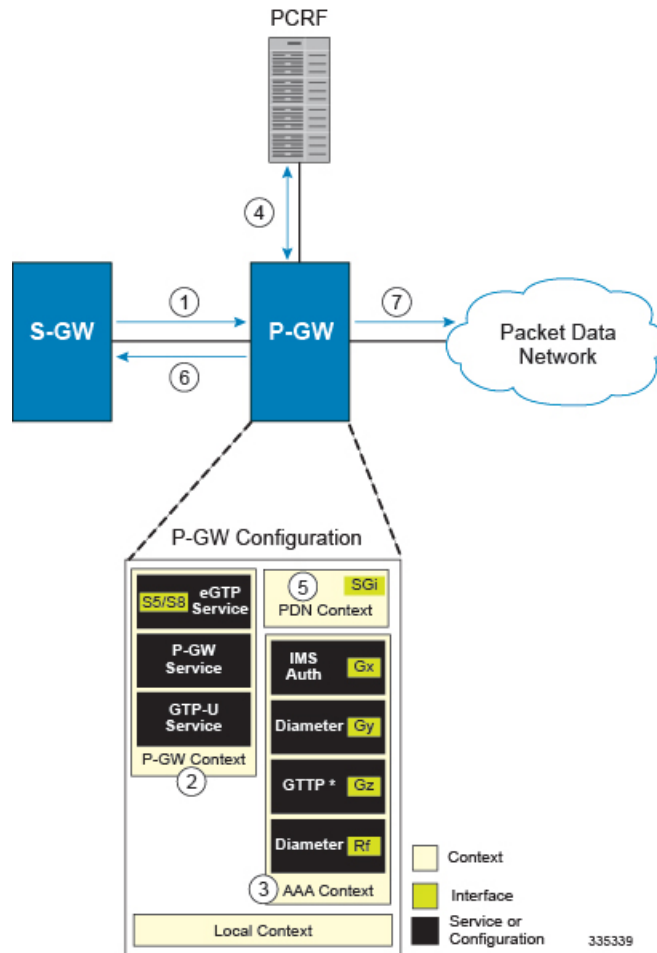 PCRF
4
S-GW
1
6
P-GW
7
Packet Data
Network
P-GW Configuration
S5/S8 eGTP
Service
P-GW
Service
GTP-U
Service
P-GW Context
2
5
SGi
PDN Context
IMS
Auth
Gx
Diameter Gy
GTTP * Gz
Diameter Rf
3 AAA Context
Local Context
Context
Interface
Service or
Configuration
335339